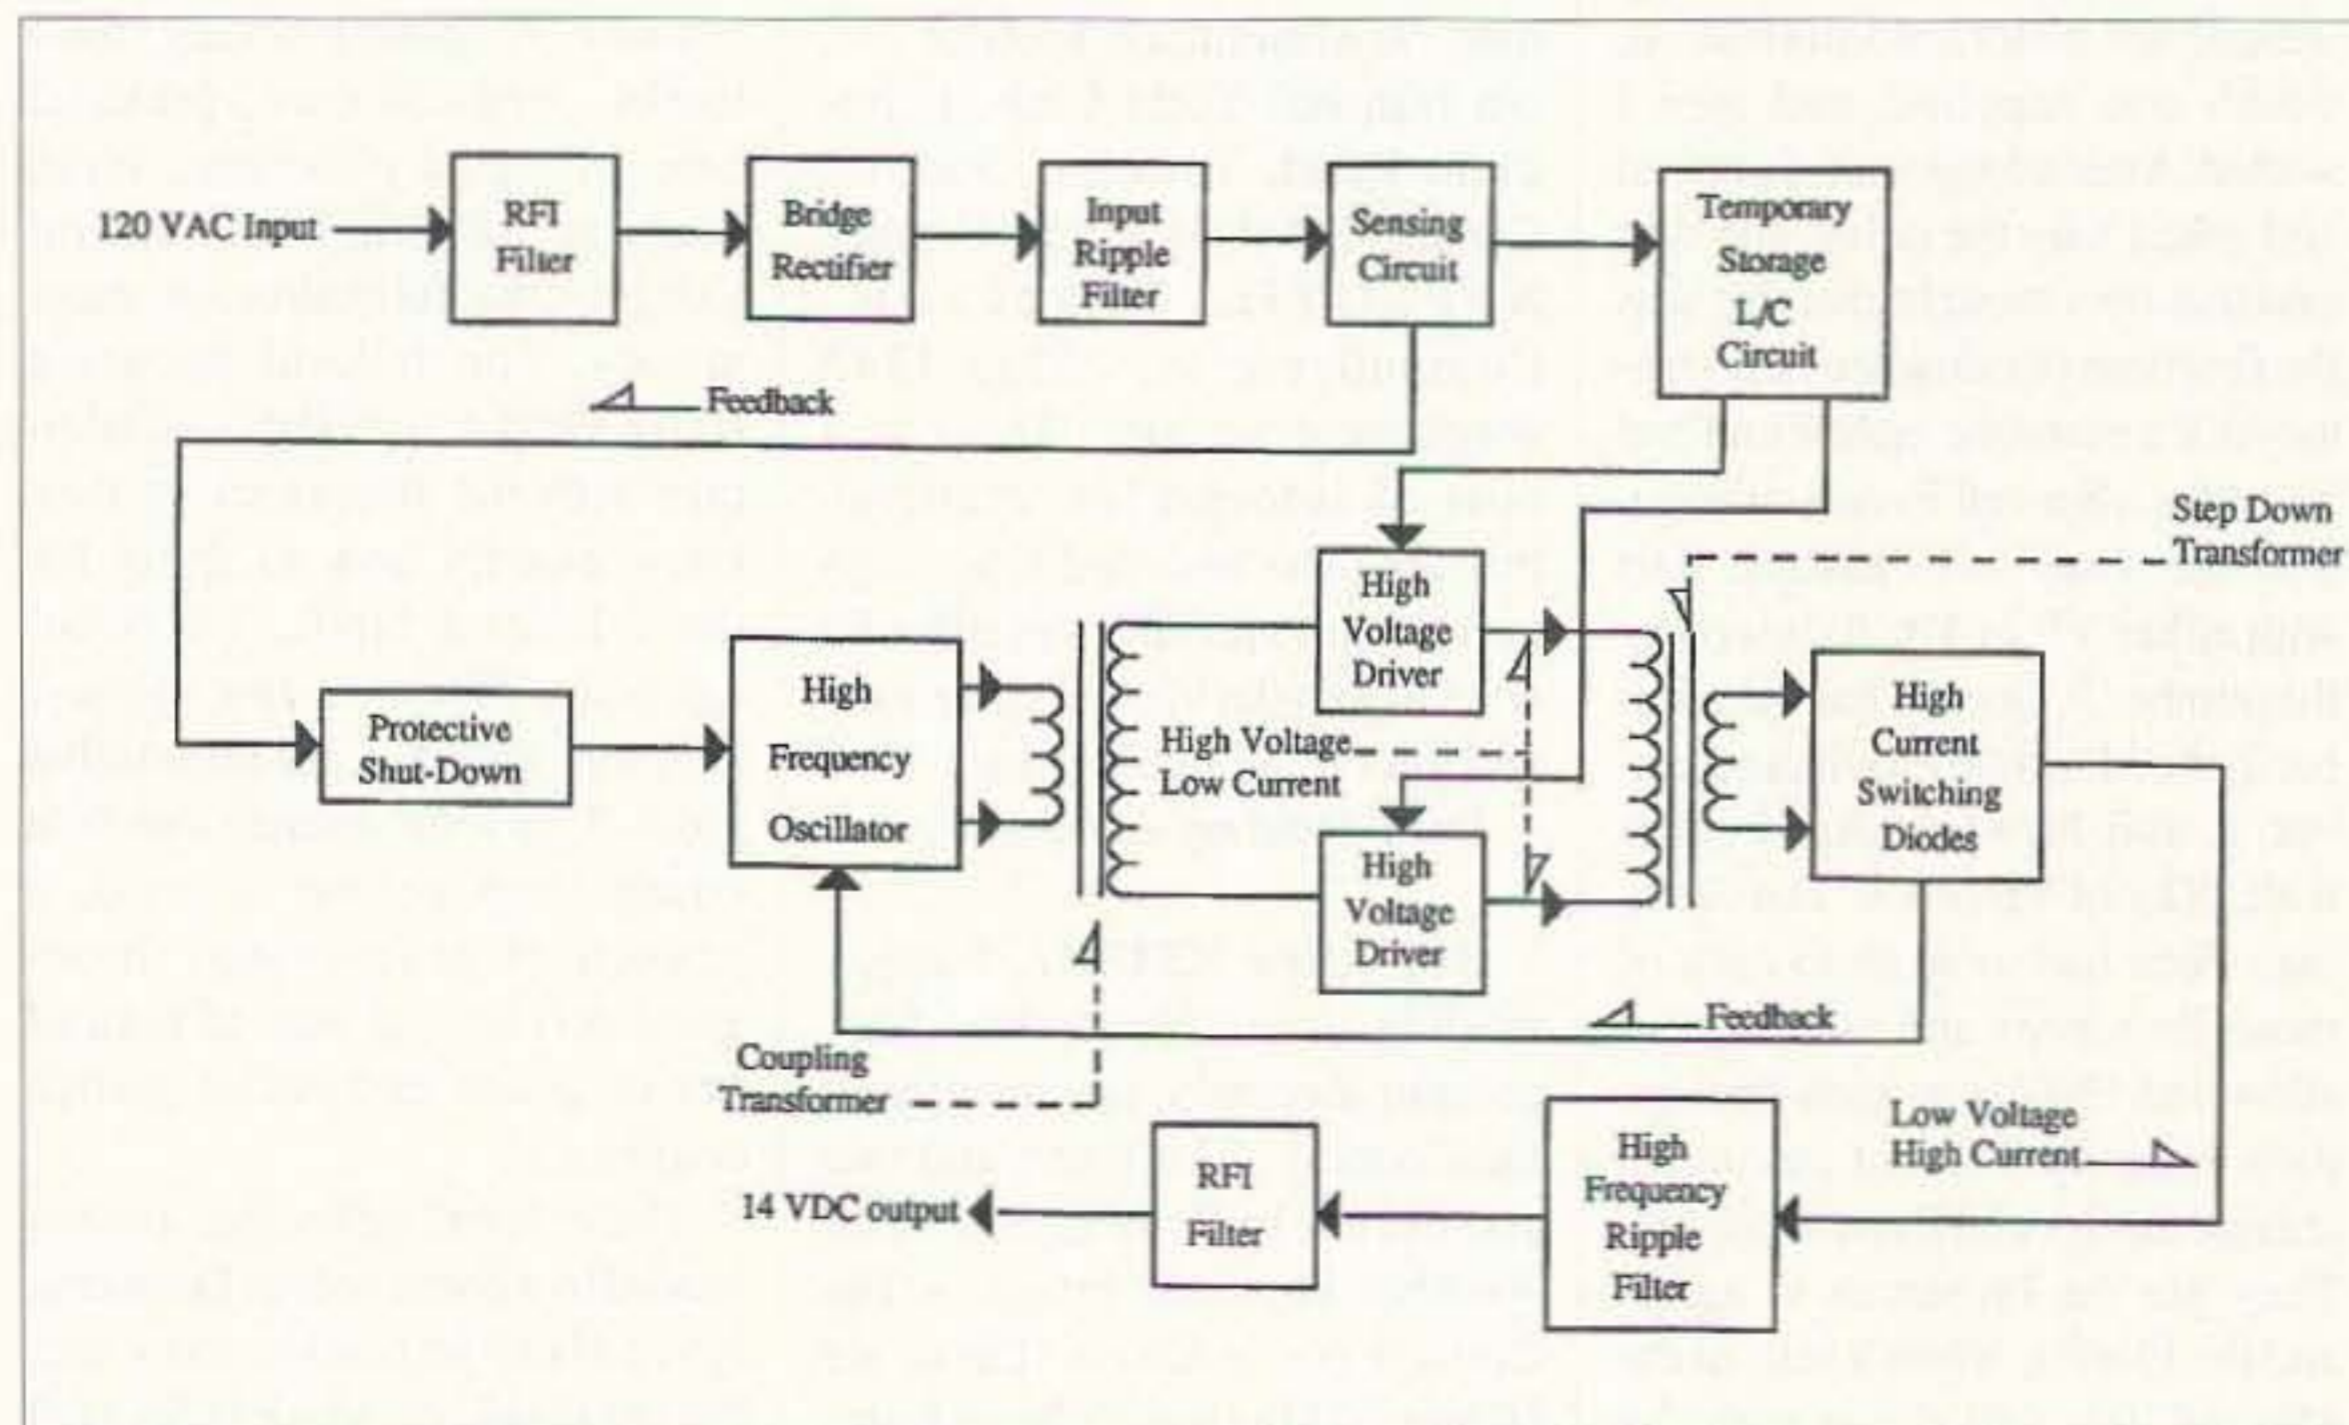 120 VAC Input
RFI
Filter
Bridge
Rectifier
Input
Ripple
Filter
Sensing
Circuit
Temporary
Storage
L/C
Circuit
Feedback
Step Down
Transformer
High
Voltage
Driver
Protective
Shut-Down
High
Frequency
Oscillator
High Voltage
Low Current
High
Current
Switching
Diodes
High
Voltage
Driver
Feedback
Coupling
Transformer
Low Voltage
High Current
14 VDC output
RFI
Filter
High
Frequency
Ripple
Filter